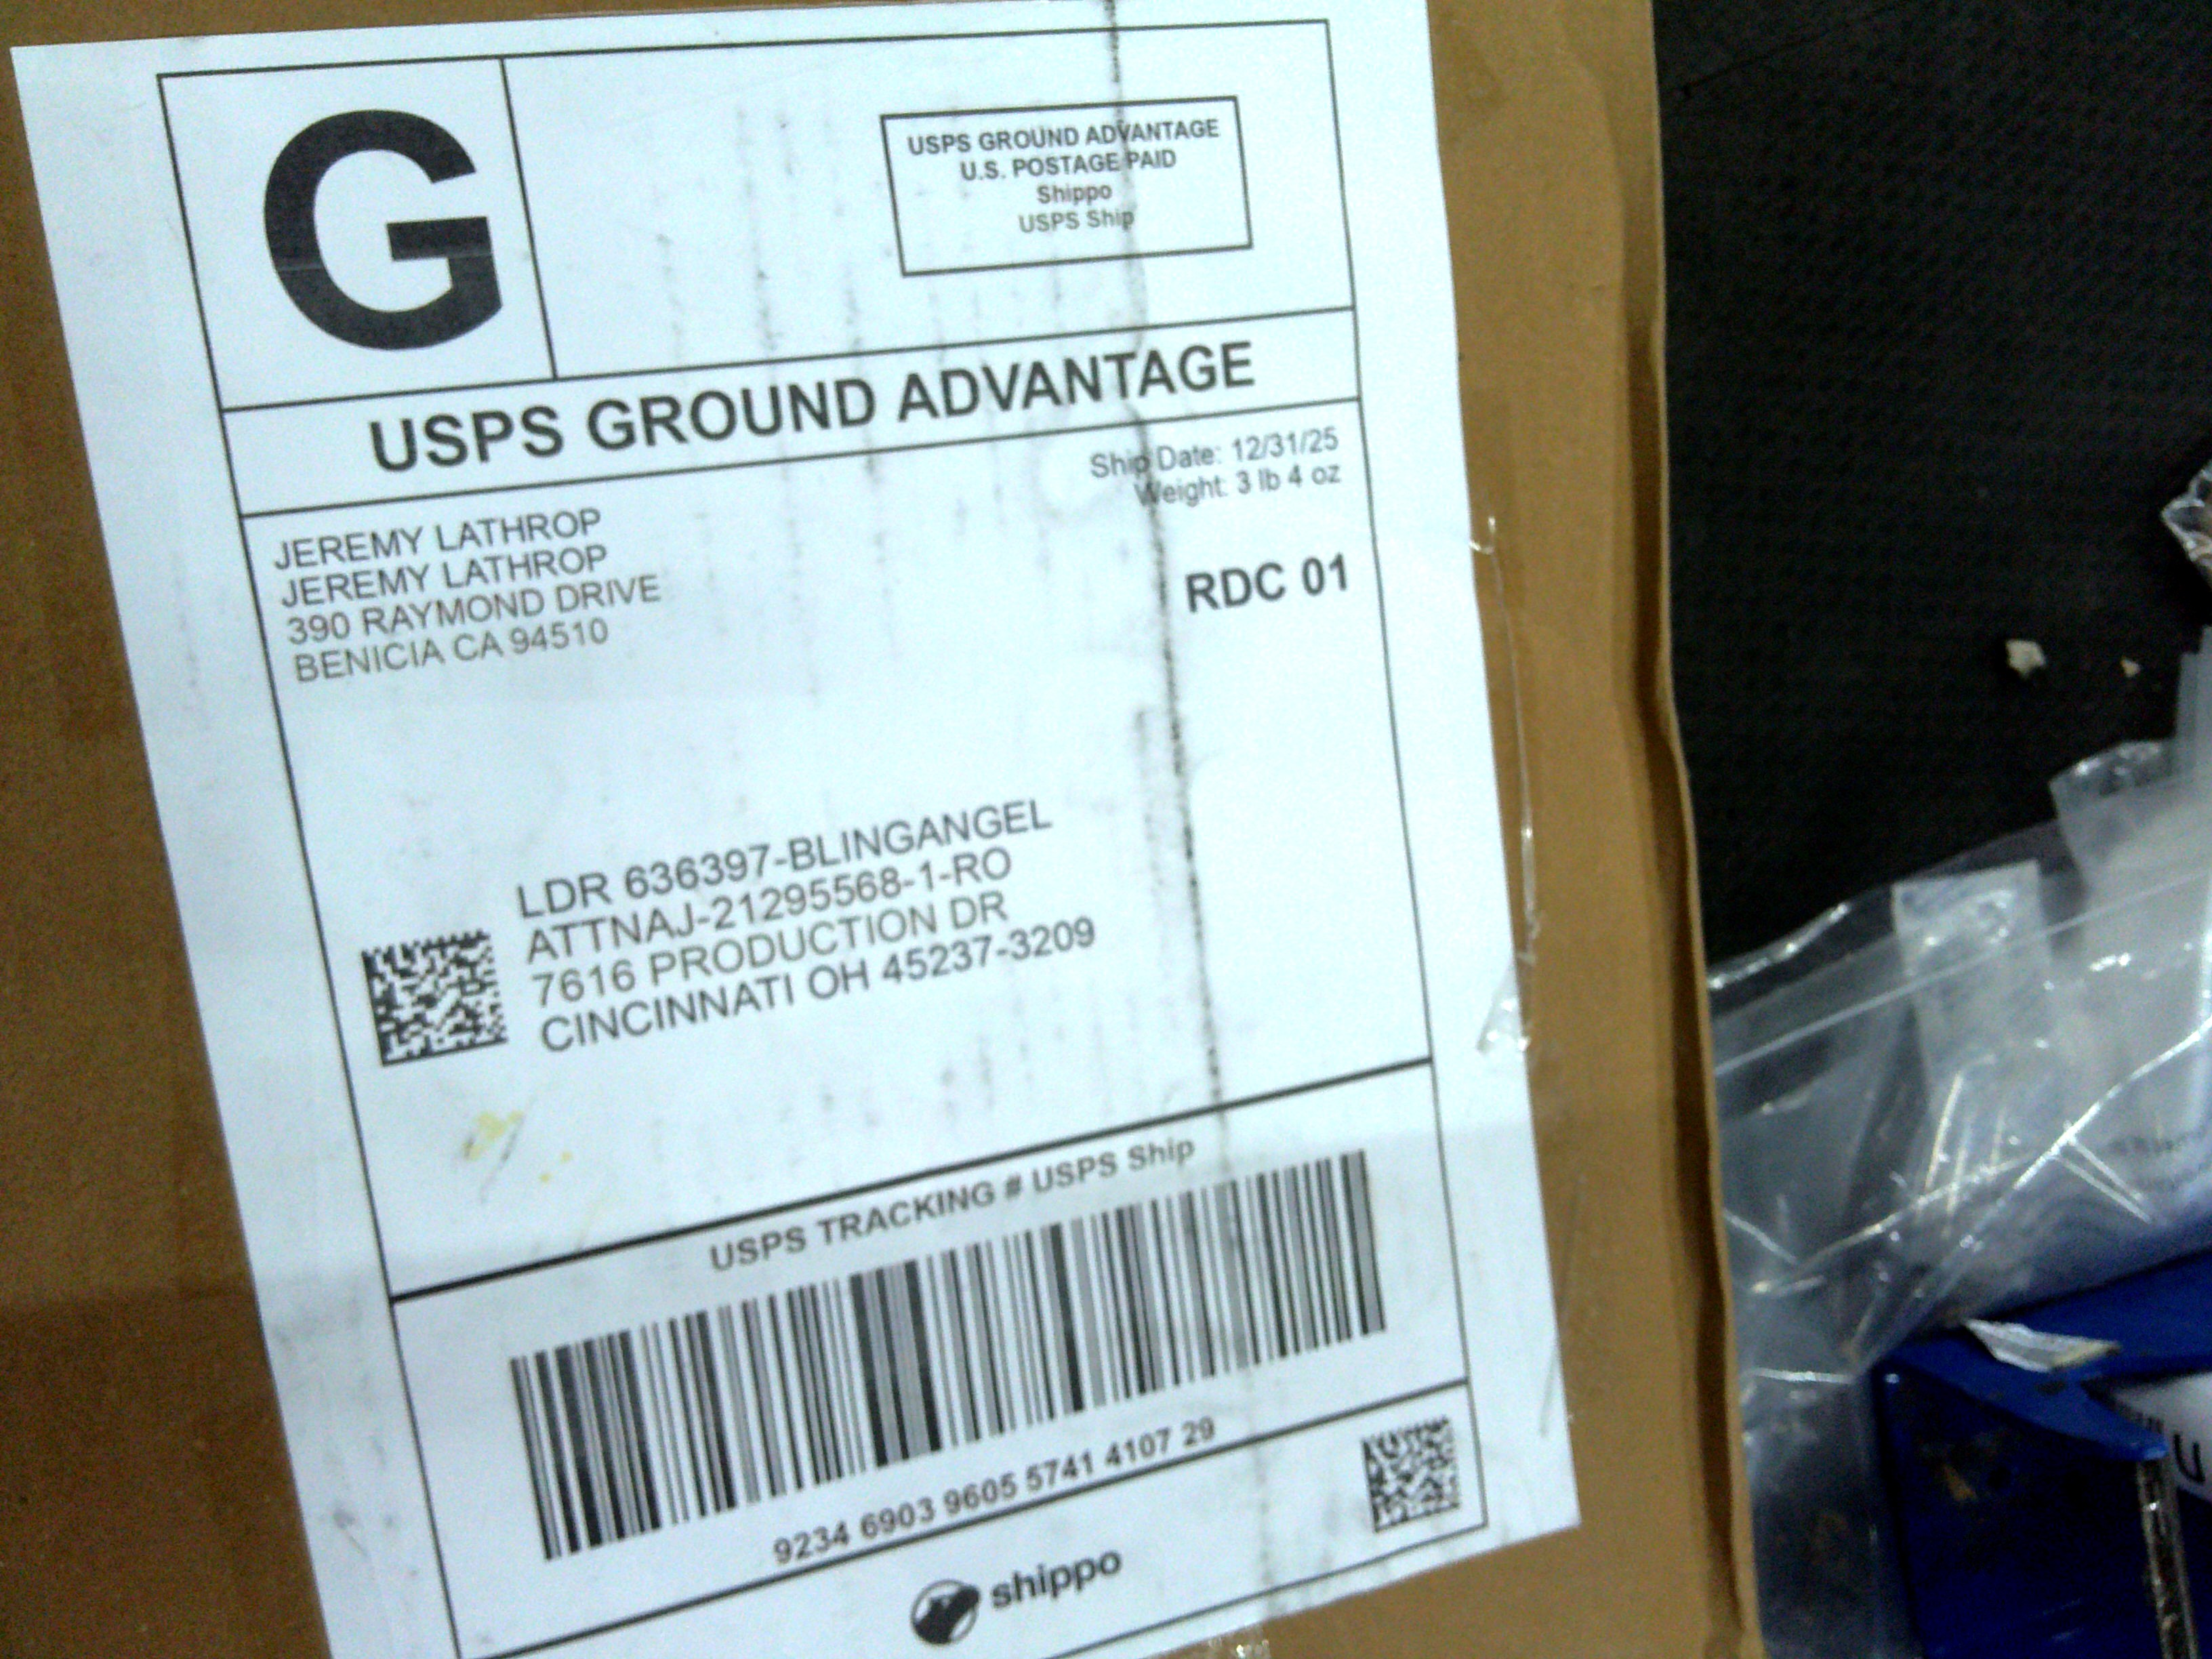 G
USPS GROUND ADVANTAGE
U.S. POSTAGE PAID
Shippo
USPS Ship
USPS GROUND ADVANTAGE
Ship Date: 12/31/25
Weight: 3 lb 4 oz
JEREMY LATHROP
JEREMY LATHROP
390 RAYMOND DRIVE
BENICIA CA 94510
RDC 01
LDR 636397-BLINGANGEL
ATTNAJ-21295568-1-RO
7616 PRODUCTION DR
CINCINNATI OH 45237-3209
USPS TRACKING # USPS Ship
9234 6903 9605 5741 4107 29
shippo